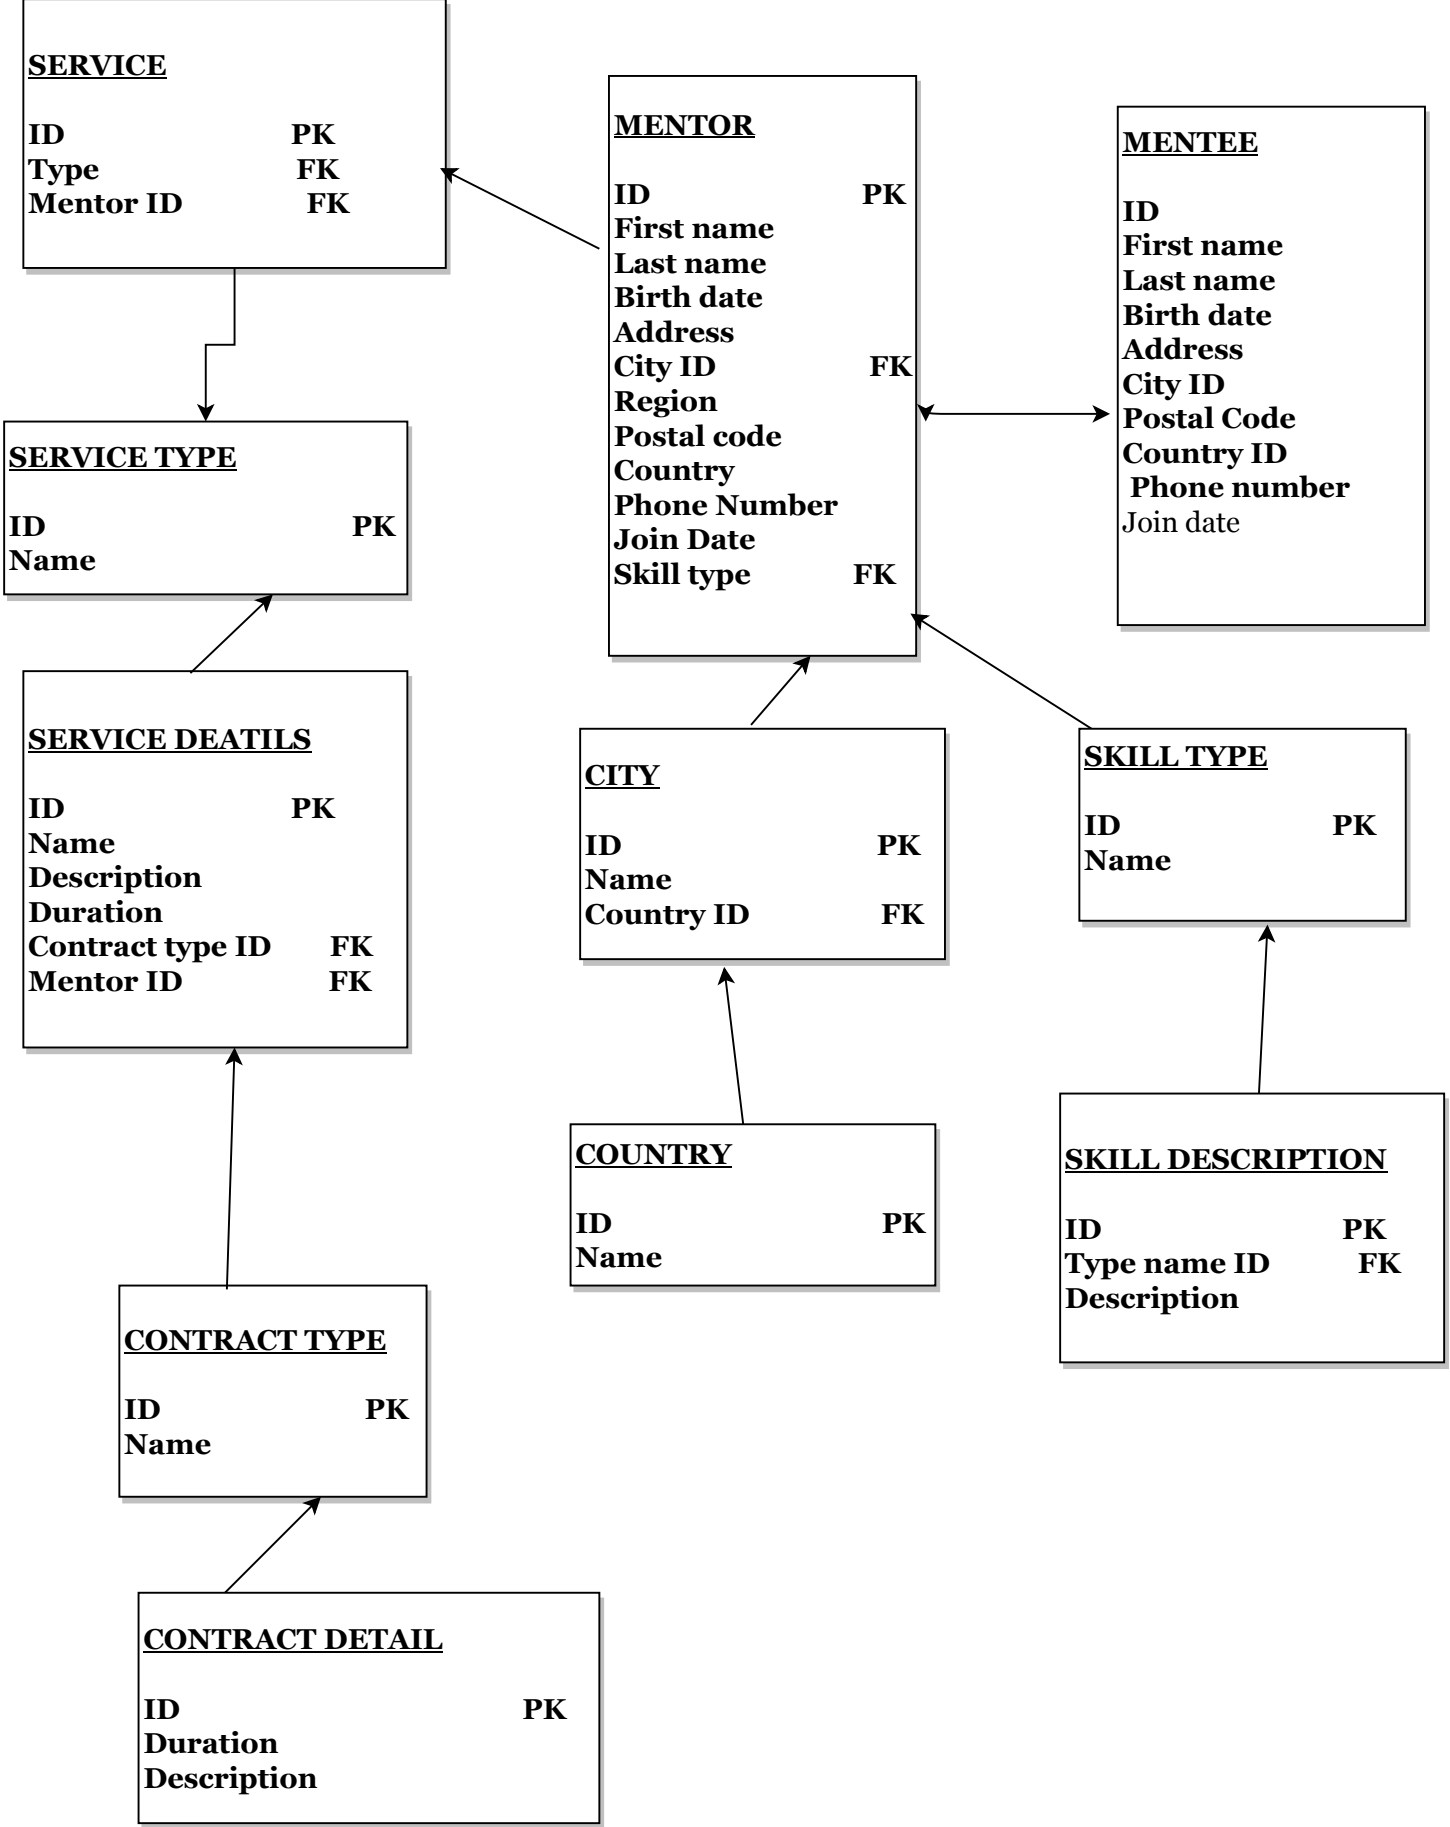 SERVICE
ID PK
Type FK
Mentor ID FK
MENTOR
ID PK
First name
Last name
Birth date
Address
City ID FK
Region
Postal code
Country
Phone Number
Join Date
Skill type FK
MENTEE
ID
First name
Last name
Birth date
Address
City ID
Postal Code
Country ID
Phone number
Join date
SERVICE TYPE
ID PK
Name
SERVICE DEATILS
ID PK
Name
Description
Duration
Contract type ID FK
Mentor ID FK
CITY
ID PK
Name
Country ID FK
SKILL TYPE
ID PK
Name
COUNTRY
ID PK
Name
SKILL DESCRIPTION
ID PK
Type name ID FK
Description
CONTRACT TYPE
ID PK
Name
CONTRACT DETAIL
ID PK
Duration
Description